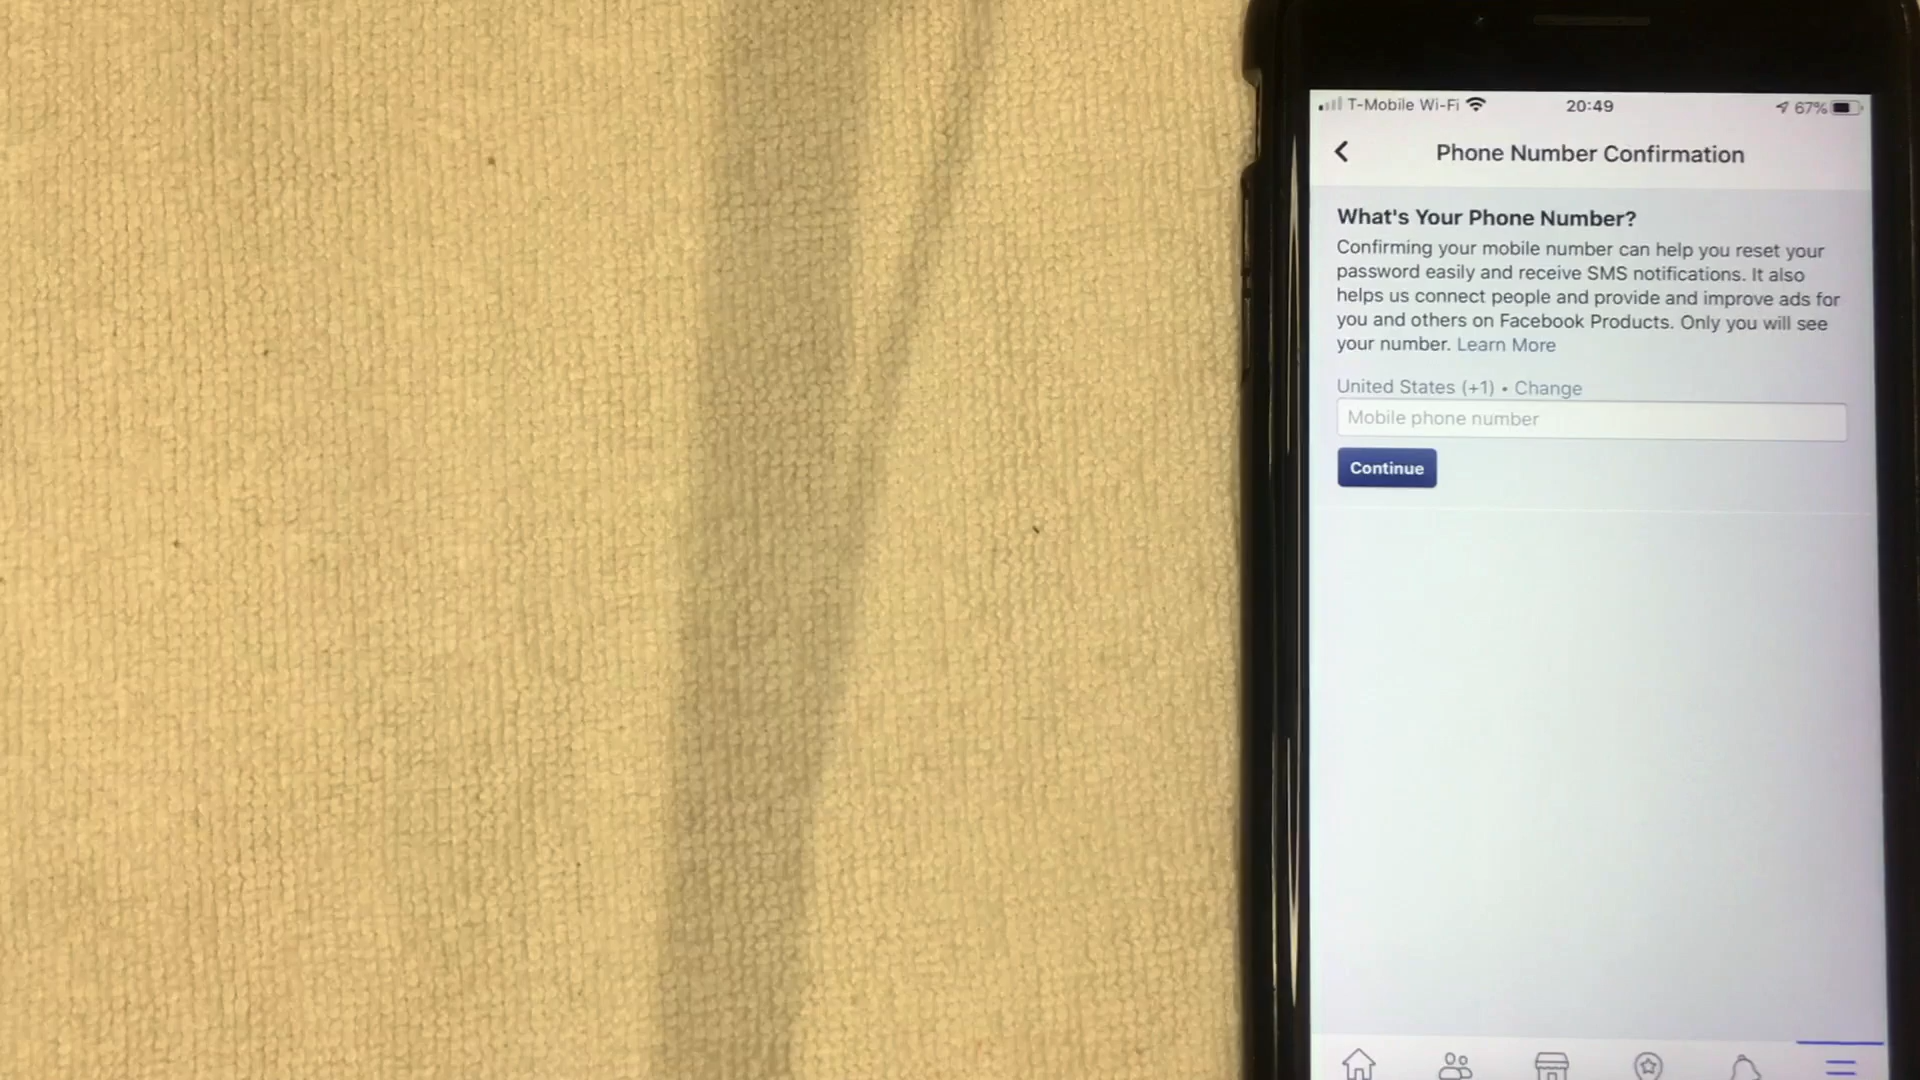 T-Mobile Wi-Fi 20:49 67%
Phone Number Confirmation
What's Your Phone Number?
Confirming your mobile number can help you reset your
password easily and receive SMS notifications. It also
helps us connect people and provide and improve ads for
you and others on Facebook Products. Only you will see
your number. Learn More
United States (+1) • Change
Mobile phone number
Continue